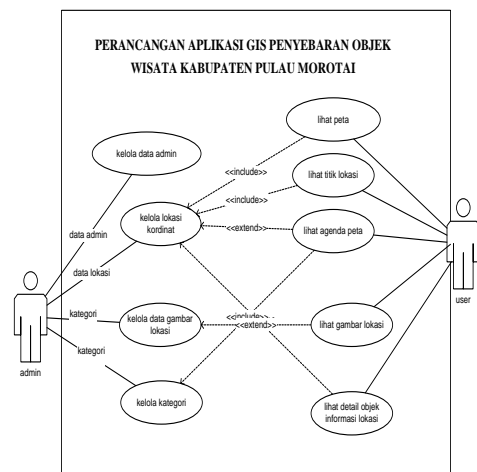 PERANCANGAN APLIKASI GIS PENYEBARAN OBJEK
WISATA KABUPATEN PULAU MOROTAI
lihat peta
kelola data admin
<<include>>
lihat titik lokasi
<<include>>
kelola lokasi
kordinat
<<extend>>
lihat agenda peta
data admin
data lokasi
user
kategori
kelola data gambar
lokasi
<<include>>
<<extend>>
lihat gambar lokasi
kategori
admin
kelola kategori
lihat detail objek
informasi lokasi